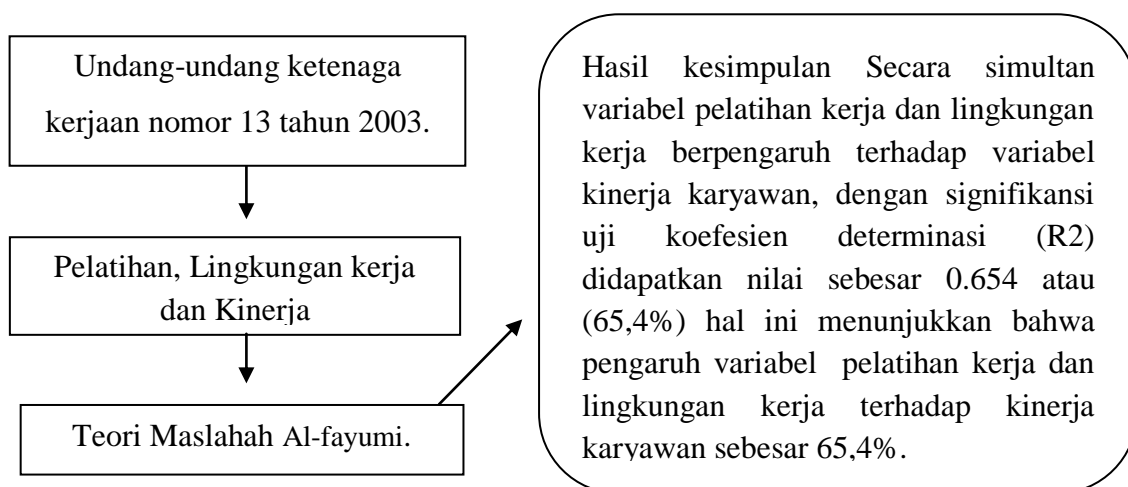 Undang-undang ketenaga
kerjaan nomor 13 tahun 2003.
Pelatihan, Lingkungan kerja
dan Kinerja
Teori Maslahah Al-fayumi.
Hasil kesimpulan Secara simultan
variabel pelatihan kerja dan lingkungan
kerja berpengaruh terhadap variabel
kinerja karyawan, dengan signifikansi
uji koefesien determinasi (R2)
didapatkan nilai sebesar 0.654 atau
(65,4%) hal ini menunjukkan bahwa
pengaruh variabel pelatihan kerja dan
lingkungan kerja terhadap kinerja
karyawan sebesar 65,4%.